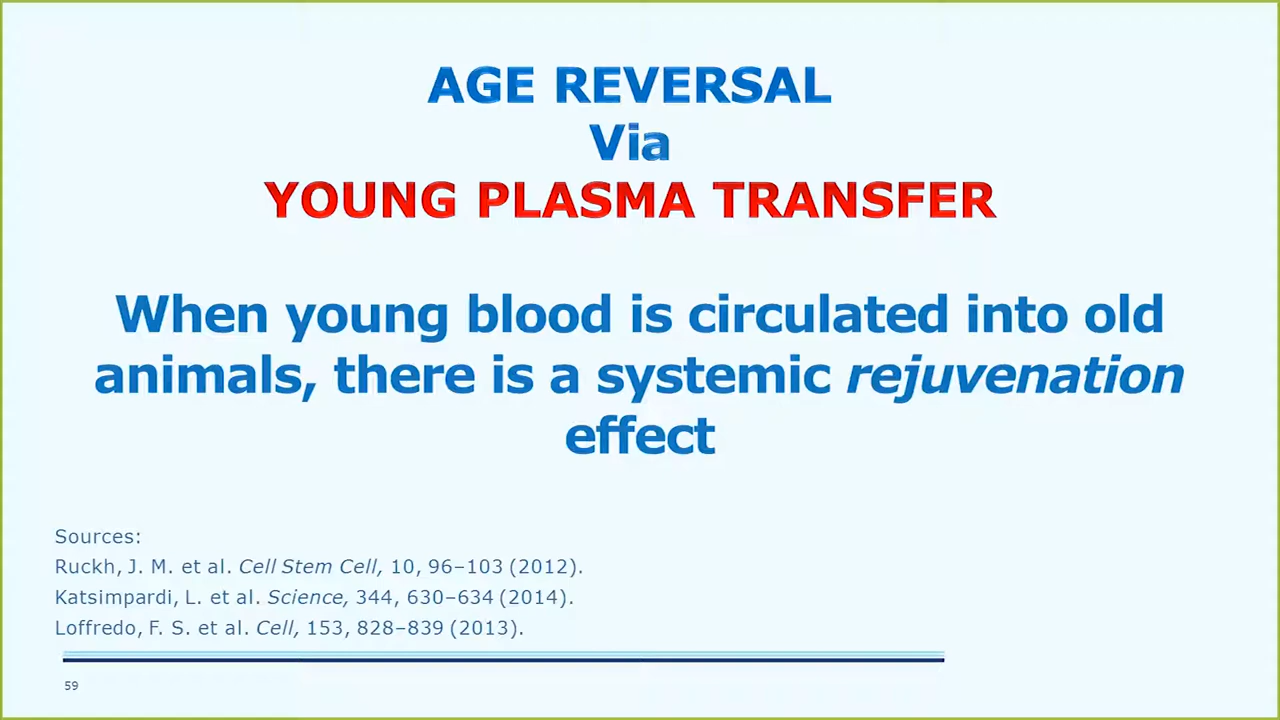 AGE REVERSAL
Via
YOUNG PLASMA TRANSFER
When young blood is circulated into old
animals, there is a systemic rejuvenation
effect
Sources:
Ruckh, J. M. et al. Cell Stem Cell, 10, 96–103 (2012).
Katsimpardi, L. et al. Science, 344, 630–634 (2014).
Loffredo, F. S. et al. Cell, 153, 828–839 (2013).
59